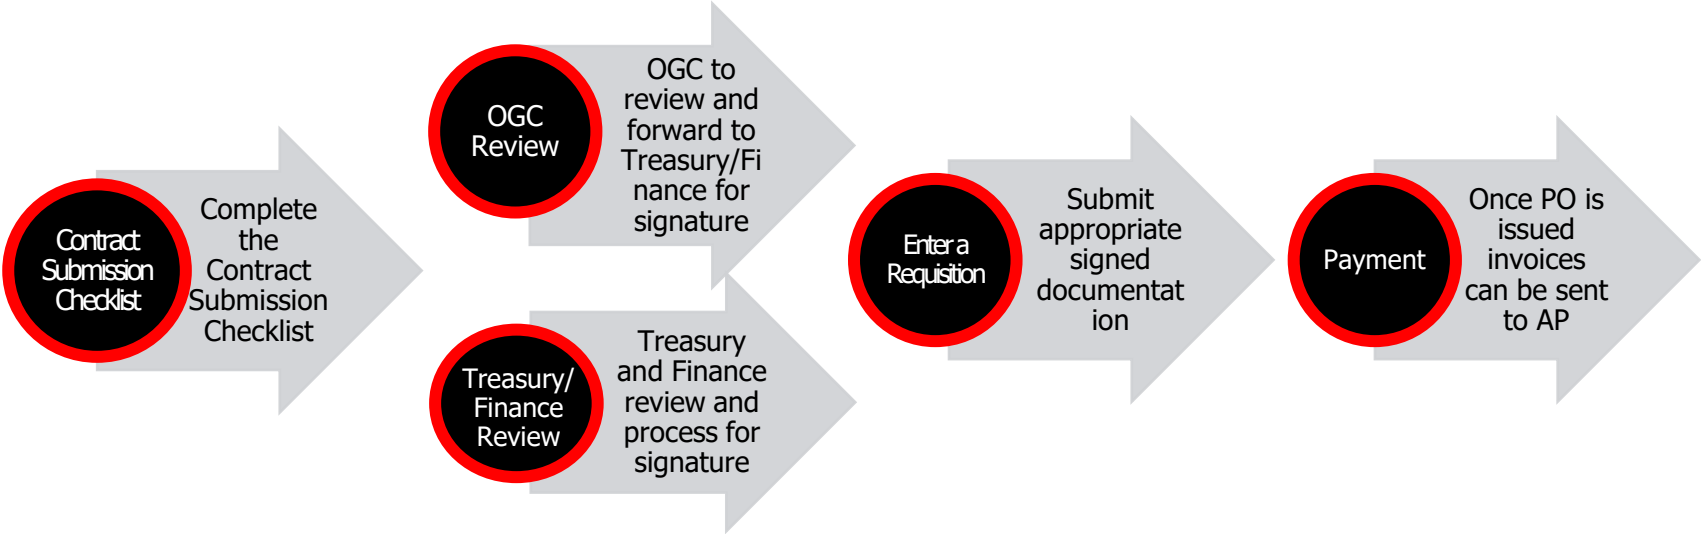 Contract
Submission
Checklist
Complete
the
Contract
Submission
Checklist
OGC
Review
OGC to
review and
forward to
Treasury/Fi
nance for
signature
Treasury/
Finance
Review
Treasury
and Finance
review and
process for
signature
Enter a
Requisition
Submit
appropriate
signed
documentat
ion
Payment
Once PO is
issued
invoices
can be sent
to AP